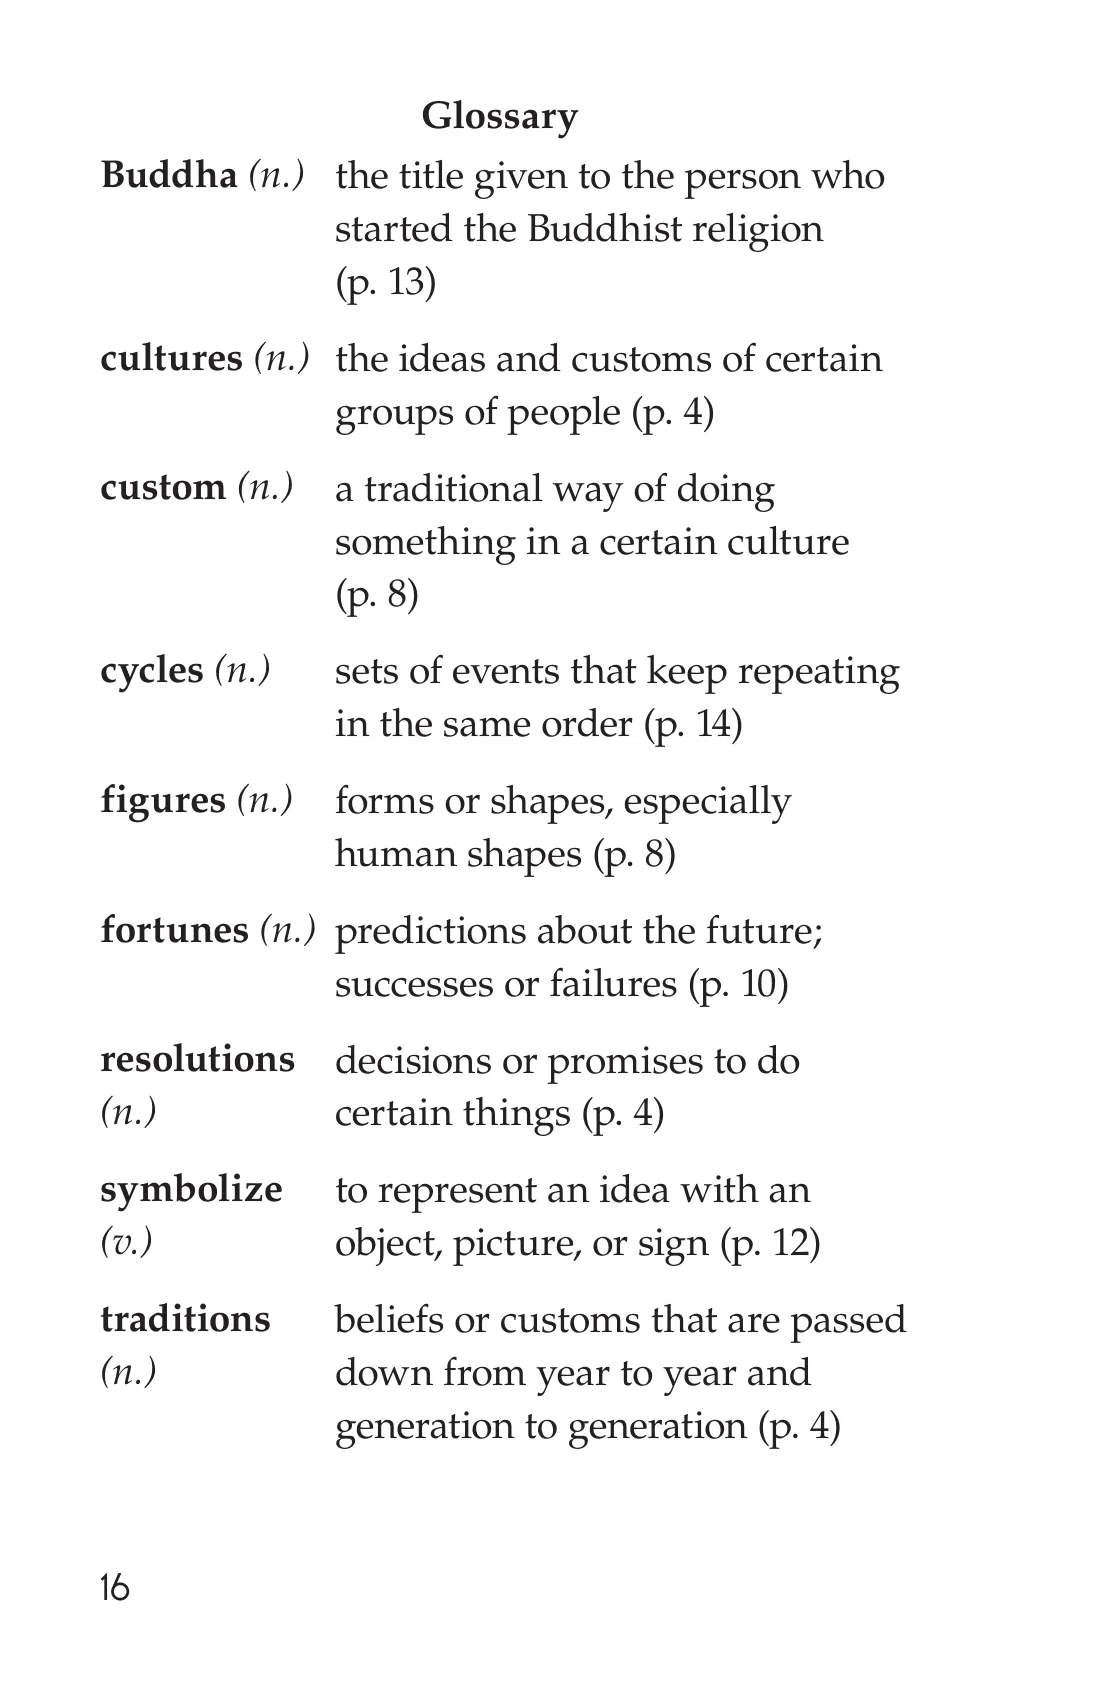 Glossary
Buddha (n.) the title given to the person who
started the Buddhist religion
(p. 13)
cultures (n.) the ideas and customs of certain
groups of people (p. 4)
custom (n.) a traditional way of doing
something in a certain culture
(p. 8)
cycles (n.) sets of events that keep repeating
in the same order (p. 14)
figures (n.) forms or shapes, especially
human shapes (p. 8)
fortunes (n.) predictions about the future;
successes or failures (p. 10)
resolutions decisions or promises to do
(n.) certain things (p. 4)
symbolize to represent an idea with an
(v.) object, picture, or sign (p. 12)
traditions beliefs or customs that are passed
(n.) down from year to year and
generation to generation (p. 4)
16